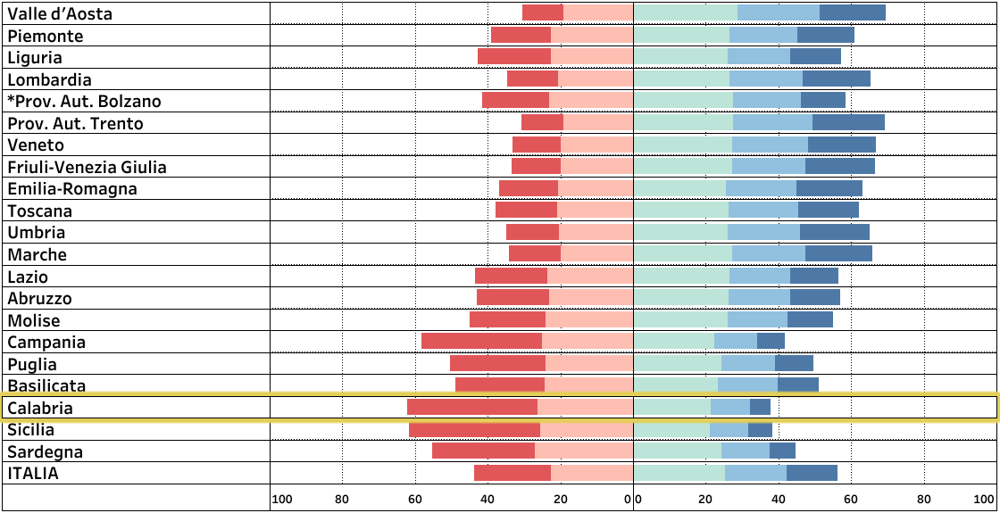 Valle d’Aosta
Piemonte
Liguria
Lombardia
*Prov. Aut. Bolzano
Prov. Aut. Trento
Veneto
Friuli-Venezia Giulia
Emilia-Romagna
Toscana
Umbria
Marche
Lazio
Abruzzo
Molise
Campania
Puglia
Basilicata
Calabria
Sicilia
Sardegna
ITALIA
100 80 60 40 20 0 0 20 40 60 80 100